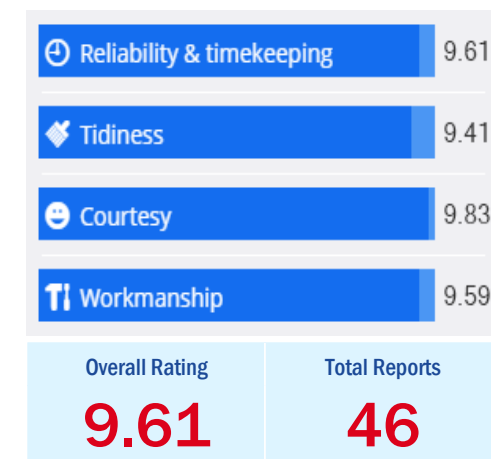 Reliability & timekeeping 9.61
Tidiness 9.41
Courtesy 9.83
Workmanship 9.59
Overall Rating Total Reports
9.61 46